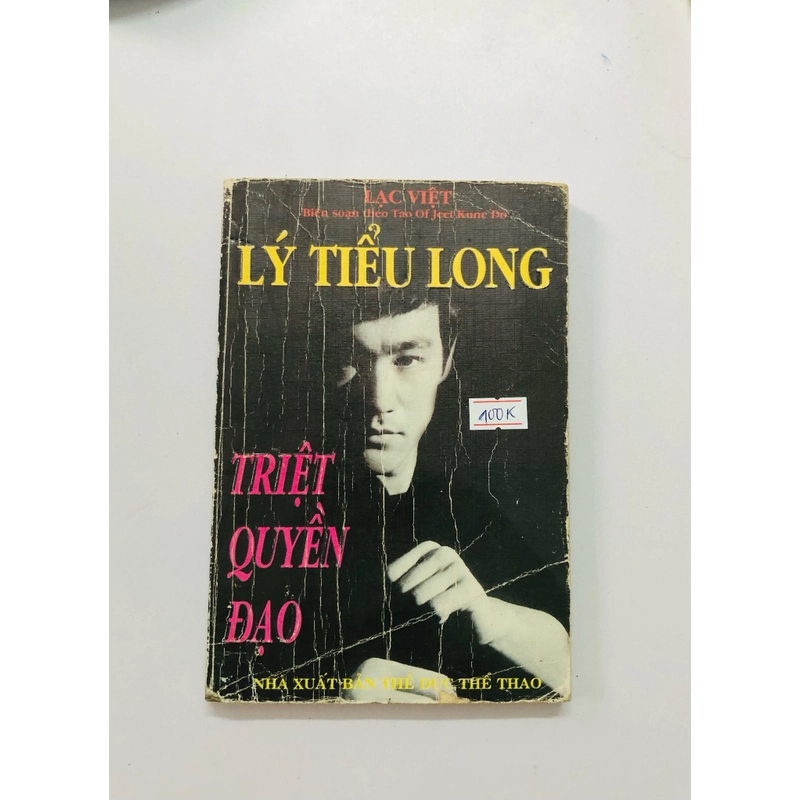 LẠC VIỆT
Biên soạn theo Tao Of Jeet Kune Do
LÝ TIỂU LONG
100K
TRIỆT
QUYỀN
ĐẠO
NHÀ XUẤT BẢN THỂ DỤC THỂ THAO